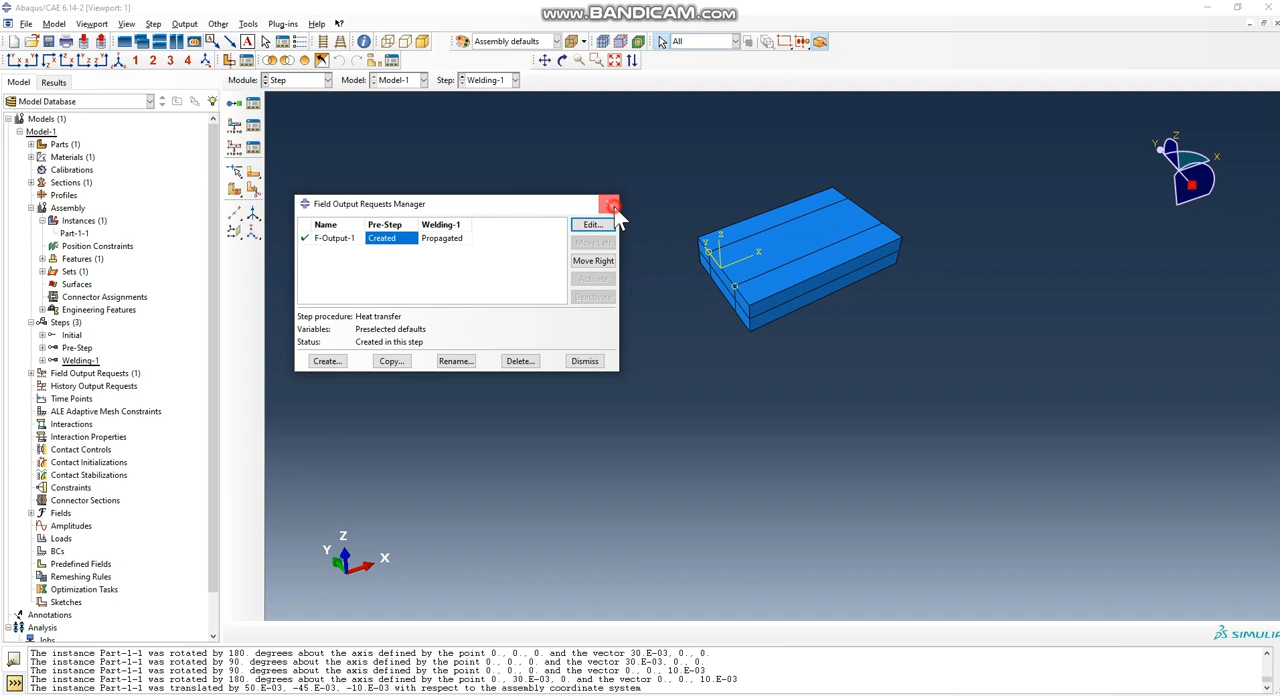 Abaqus/CAE 6.14-2 [Viewport: 1]
www.BANDICAM.com
File Model Viewport View Step Output Other Tools Plug-ins Help
A All Assembly defaults
1 2 3 4
Model Results
Module: Step Model: Model-1 Step: Welding-1
Model Database
Models (1)
Model-1
Parts (1)
Materials (1)
Calibrations
Sections (1)
Profiles
Assembly
Instances (1)
Part-1-1
Position Constraints
Features (1)
Sets (1)
Surfaces
Connector Assignments
Engineering Features
Steps (3)
Initial
Pre-Step
Welding-1
Field Output Requests (1)
History Output Requests
Time Points
ALE Adaptive Mesh Constraints
Interactions
Interaction Properties
Contact Controls
Contact Initializations
Contact Stabilizations
Connector Sections
Constraints
Fields
Amplitudes
Loads
BCs
Predefined Fields
Remeshing Rules
Optimization Tasks
Sketches
Annotations
Analysis
Jobs
Field Output Requests Manager
Name Pre-Step Welding-1
F-Output-1 Created Propagated
Edit...
Move Left
Move Right
Activate
Deactivate
Step procedure: Heat transfer
Variables: Preselected defaults
Status: Created in this step
Create... Copy... Rename... Delete... Dismiss
Y Z X
Z Y X
Z
Y X
SIMULIA
The instance Part-1-1 was rotated by 180. degrees about the axis defined by the point 0., 0., 0. and the vector 30.E-03, 0., 0.
The instance Part-1-1 was rotated by 90. degrees about the axis defined by the point 0., 0., 0. and the vector 30.E-03, 0., 0.
The instance Part-1-1 was rotated by 90. degrees about the axis defined by the point 0., 0., 0. and the vector 0., 0., 10.E-03
The instance Part-1-1 was rotated by 180. degrees about the axis defined by the point 0., 30.E-03, 0. and the vector 0., 0., 10.E-03
The instance Part-1-1 was translated by 50.E-03, -45.E-03, -10.E-03 with respect to the assembly coordinate system